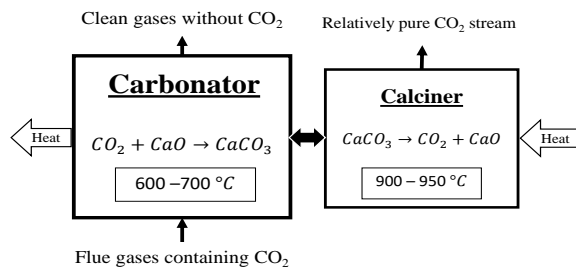 Clean gases without CO₂
Relatively pure CO₂ stream
Carbonator
Calciner
Heat
CO₂ + CaO → CaCO₃
CaCO₃ → CO₂ + CaO
Heat
600 –700 °C
900 – 950 °C
Flue gases containing CO₂